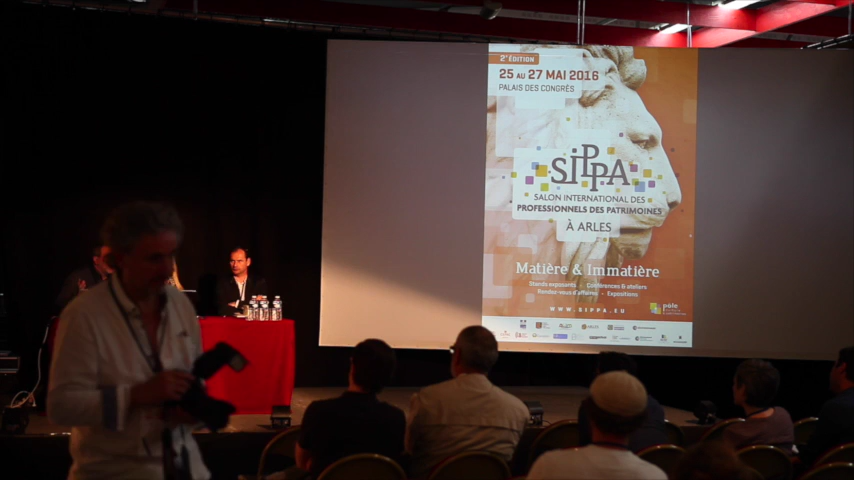 2e ÉDITION
25 AU 27 MAI 2016
PALAIS DES CONGRÈS
SIPPA
SALON INTERNATIONAL DES
PROFESSIONNELS DES PATRIMOINES
À ARLES
Matière & Immatière
Stands exposants Conférences & ateliers
Rendez-vous d'affaires - Expositions
WWW.SIPPA.EU
pôle